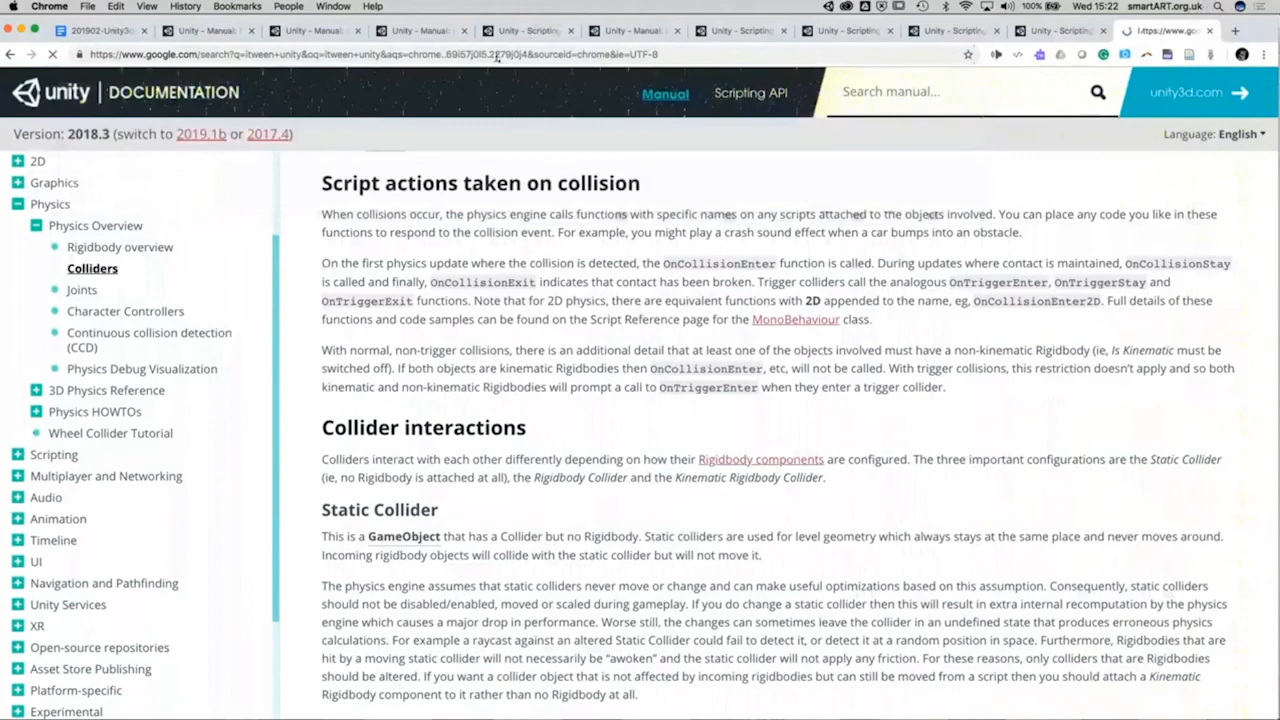 Chrome File Edit View History Bookmarks People Window Help 100% Wed 15:22 smartART.org.uk
201902-Unity3d Unity - Manual: Unity - Manual: Unity - Manual: Unity - Scripting Unity - Manual: Unity - Scripting Unity - Scripting Unity - Scripting Unity - Scripting
unity | DOCUMENTATION Manual Scripting API Search manual... unity3d.com
Version: 2018.3 (switch to 2019.1b or 2017.4) Language: English
2D
Graphics
Physics
Physics Overview
Rigidbody overview
Colliders
Joints
Character Controllers
Continuous collision detection
(CCD)
Physics Debug Visualization
3D Physics Reference
Physics HOWTOs
Wheel Collider Tutorial
Scripting
Multiplayer and Networking
Audio
Animation
Timeline
UI
Navigation and Pathfinding
Unity Services
XR
Open-source repositories
Asset Store Publishing
Platform-specific
Experimental
Script actions taken on collision
When collisions occur, the physics engine calls functions with specific names on any scripts attached to the objects involved. You can place any code you like in these
functions to respond to the collision event. For example, you might play a crash sound effect when a car bumps into an obstacle.
On the first physics update where the collision is detected, the OnCollisionEnter function is called. During updates where contact is maintained, OnCollisionStay
is called and finally, OnCollisionExit indicates that contact has been broken. Trigger colliders call the analogous OnTriggerEnter, OnTriggerStay and
OnTriggerExit functions. Note that for 2D physics, there are equivalent functions with 2D appended to the name, eg, OnCollisionEnter2D. Full details of these
functions and code samples can be found on the Script Reference page for the MonoBehaviour class.
With normal, non-trigger collisions, there is an additional detail that at least one of the objects involved must have a non-kinematic Rigidbody (ie, Is Kinematic must be
switched off). If both objects are kinematic Rigidbodies then OnCollisionEnter, etc, will not be called. With trigger collisions, this restriction doesn't apply and so both
kinematic and non-kinematic Rigidbodies will prompt a call to OnTriggerEnter when they enter a trigger collider.
Collider interactions
Colliders interact with each other differently depending on how their Rigidbody components are configured. The three important configurations are the Static Collider
(ie, no Rigidbody is attached at all), the Rigidbody Collider and the Kinematic Rigidbody Collider.
Static Collider
This is a GameObject that has a Collider but no Rigidbody. Static colliders are used for level geometry which always stays at the same place and never moves around.
Incoming rigidbody objects will collide with the static collider but will not move it.
The physics engine assumes that static colliders never move or change and can make useful optimizations based on this assumption. Consequently, static colliders
should not be disabled/enabled, moved or scaled during gameplay. If you do change a static collider then this will result in extra internal recomputation by the physics
engine which causes a major drop in performance. Worse still, the changes can sometimes leave the collider in an undefined state that produces erroneous physics
calculations. For example a raycast against an altered Static Collider could fail to detect it, or detect it at a random position in space. Furthermore, Rigidbodies that are
hit by a moving static collider will not necessarily be "awoken" and the static collider will not apply any friction. For these reasons, only colliders that are Rigidbodies
should be altered. If you want a collider object that is not affected by incoming rigidbodies but can still be moved from a script then you should attach a Kinematic
Rigidbody component to it rather than no Rigidbody at all.